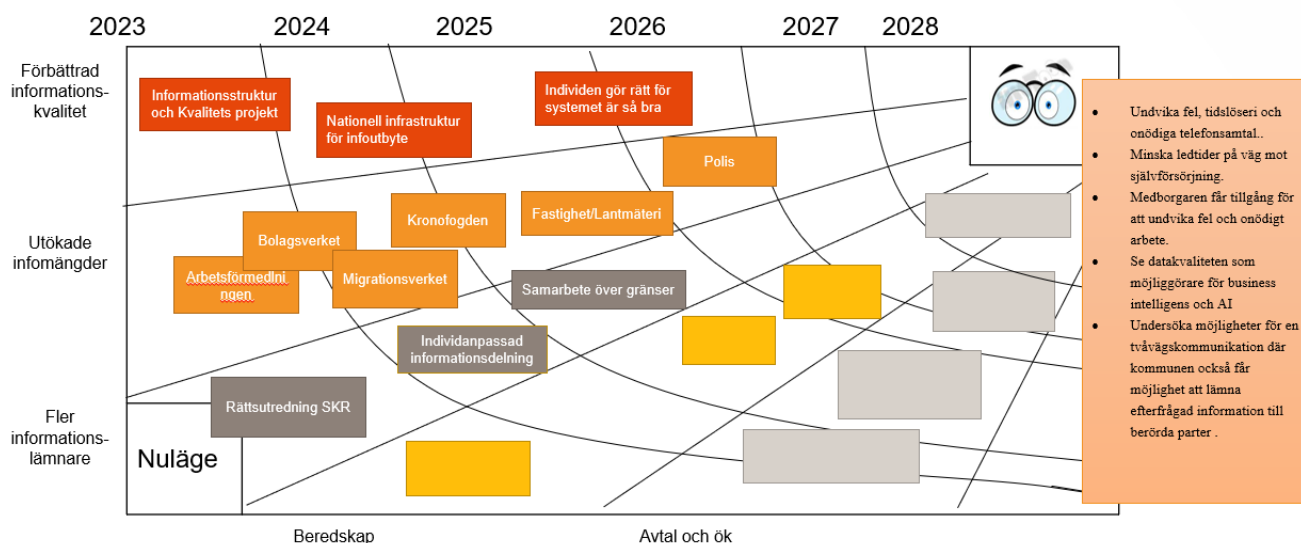 2023
2024
2025
2026
2027
2028
Förbättrad
informations-
kvalitet
Informationsstruktur
och Kvalitets projekt
Nationell infrastruktur
för infoutbyte
Individen gör rätt för
systemet är så bra
Polis
Utökade
infomängder
Arbetsförmedlni
ngen
Bolagsverket
Migrationsverket
Kronofogden
Fastighet/Lantmäteri
Samarbete över gränser
Individanpassad
informationsdelning
Fler
informations-
lämnare
Rättsutredning SKR
Nuläge
Beredskap
Avtal och ök
• Undvika fel, tidslöseri och
onödiga telefonsamtal..
• Minska ledtider på väg mot
självförsörjning.
• Medborgaren får tillgång för
att undvika fel och onödigt
arbete.
• Se datakvaliteten som
möjliggörare för business
intelligens och AI
• Undersöka möjligheter för en
tvåvägskommunikation där
kommunen också får
möjlighet att lämna
efterfrågad information till
berörda parter .